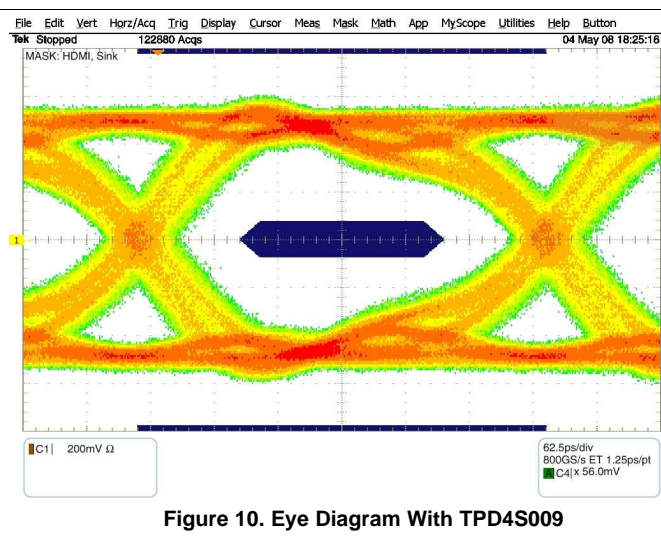 File Edit Vert Horz/Acq Trig Display Cursor Meas Mask Math App MyScope Utilities Help Button
Tek Stopped 122880 Acqs 04 May 08 18:25:16
MASK: HDMI, Sink
1
C1 200mV Ω
62.5ps/div
800GS/s ET 1.25ps/pt
A C4 x 56.0mV
Figure 10. Eye Diagram With TPD4S009